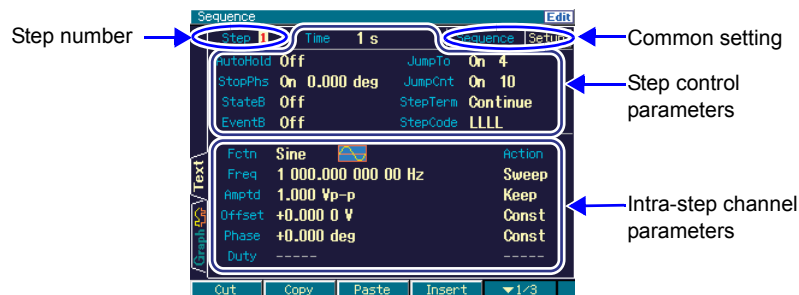 Sequence Edit
Step number
Step 1 Time 1 s Sequence Setup
Common setting
AutoHold Off JumpTo On 4
StopPhs On 0.000 deg JumpCnt On 10
StateB Off StepTerm Continue
EventB Off StepCode LLLL
Step control
parameters
Text
Graph
Fctn Sine Action
Freq 1 000.000 000 00 Hz Sweep
Amptd 1.000 Vp-p Keep
Offset +0.000 0 V Const
Phase +0.000 deg Const
Duty ----- -----
Intra-step channel
parameters
Cut Copy Paste Insert ▼1/3